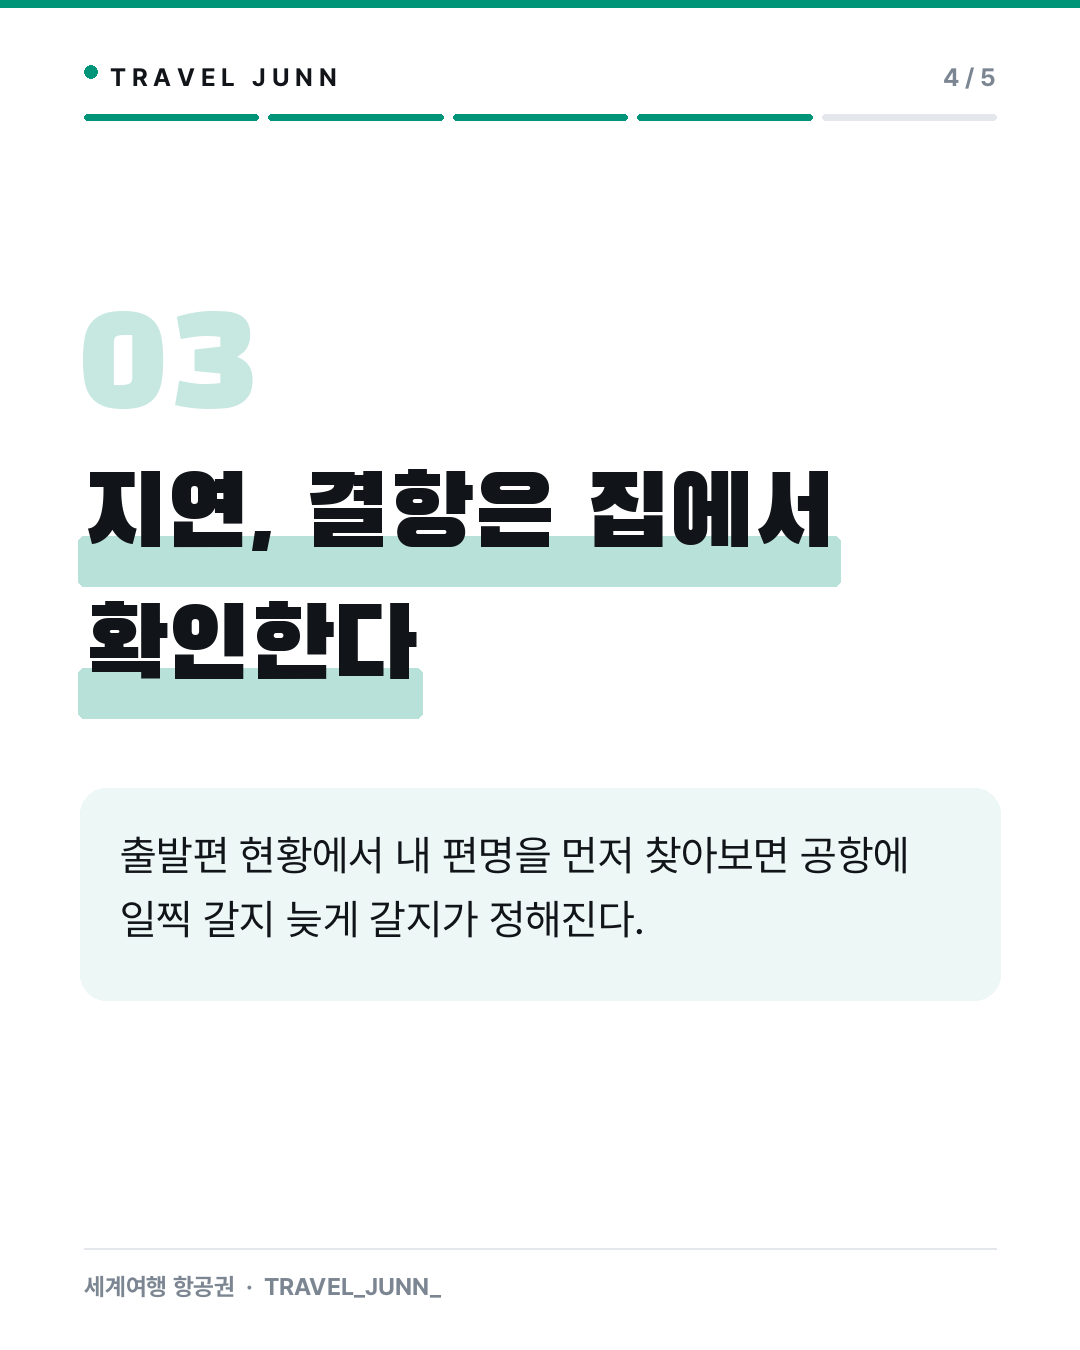 TRAVEL JUNN
4 / 5
03
지연, 결항은 집에서
확인한다
출발편 현황에서 내 편명을 먼저 찾아보면 공항에
일찍 갈지 늦게 갈지가 정해진다.
세계여행 항공권 · TRAVEL_JUNN_